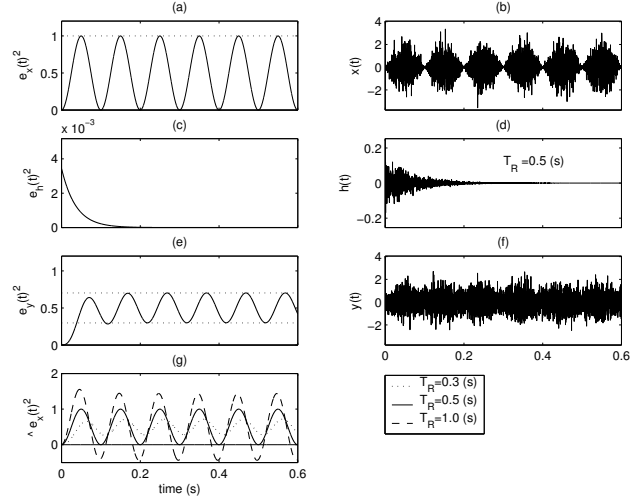 (a)
e_x(t)^2
1
0.5
0
(b)
x(t)
4
2
0
−2
(c)
x 10^−3
e_h(t)^2
4
2
0
(d)
h(t)
0.2
0
−0.2
T_R =0.5 (s)
(e)
e_y(t)^2
1
0.5
0
(f)
y(t)
4
2
0
−2
0 0.2 0.4 0.6
(g)
^ e_x(t)^2
2
1
0
0 0.2 0.4 0.6
time (s)
T_R=0.3 (s)
T_R=0.5 (s)
T_R=1.0 (s)